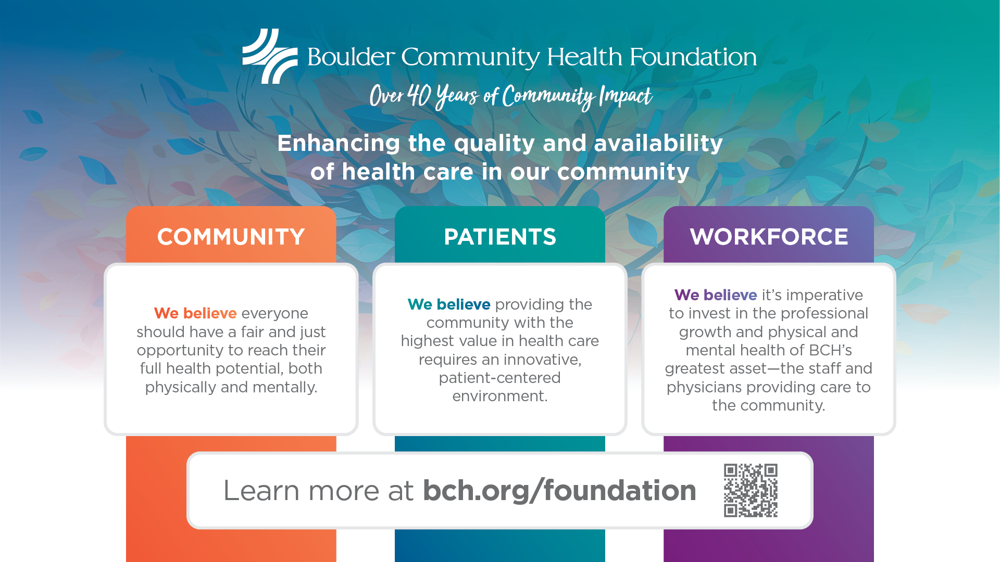 Boulder Community Health Foundation
Over 40 Years of Community Impact
Enhancing the quality and availability
of health care in our community
COMMUNITY
We believe everyone
should have a fair and just
opportunity to reach their
full health potential, both
physically and mentally.
PATIENTS
We believe providing the
community with the
highest value in health care
requires an innovative,
patient-centered
environment.
WORKFORCE
We believe it’s imperative
to invest in the professional
growth and physical and
mental health of BCH’s
greatest asset—the staff and
physicians providing care to
the community.
Learn more at bch.org/foundation